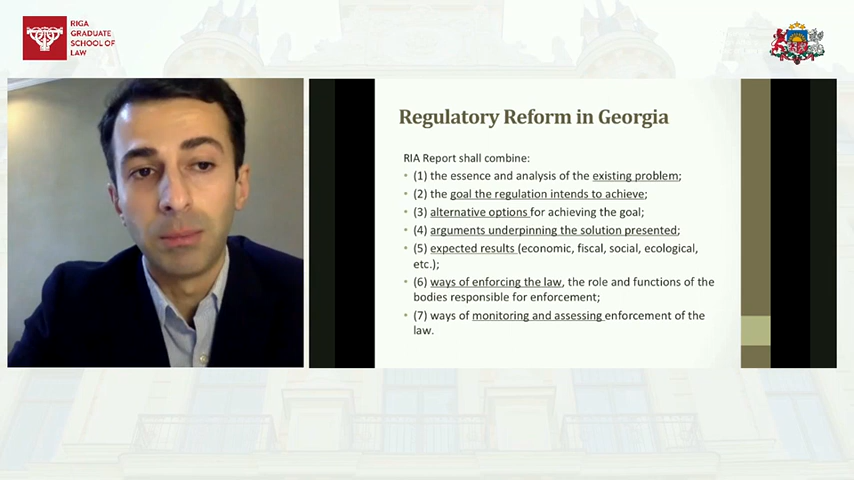 RIGA
GRADUATE
SCHOOL OF
LAW
Regulatory Reform in Georgia
RIA Report shall combine:
• (1) the essence and analysis of the existing problem;
• (2) the goal the regulation intends to achieve;
• (3) alternative options for achieving the goal;
• (4) arguments underpinning the solution presented;
• (5) expected results (economic, fiscal, social, ecological,
etc.);
• (6) ways of enforcing the law, the role and functions of the
bodies responsible for enforcement;
• (7) ways of monitoring and assessing enforcement of the
law.